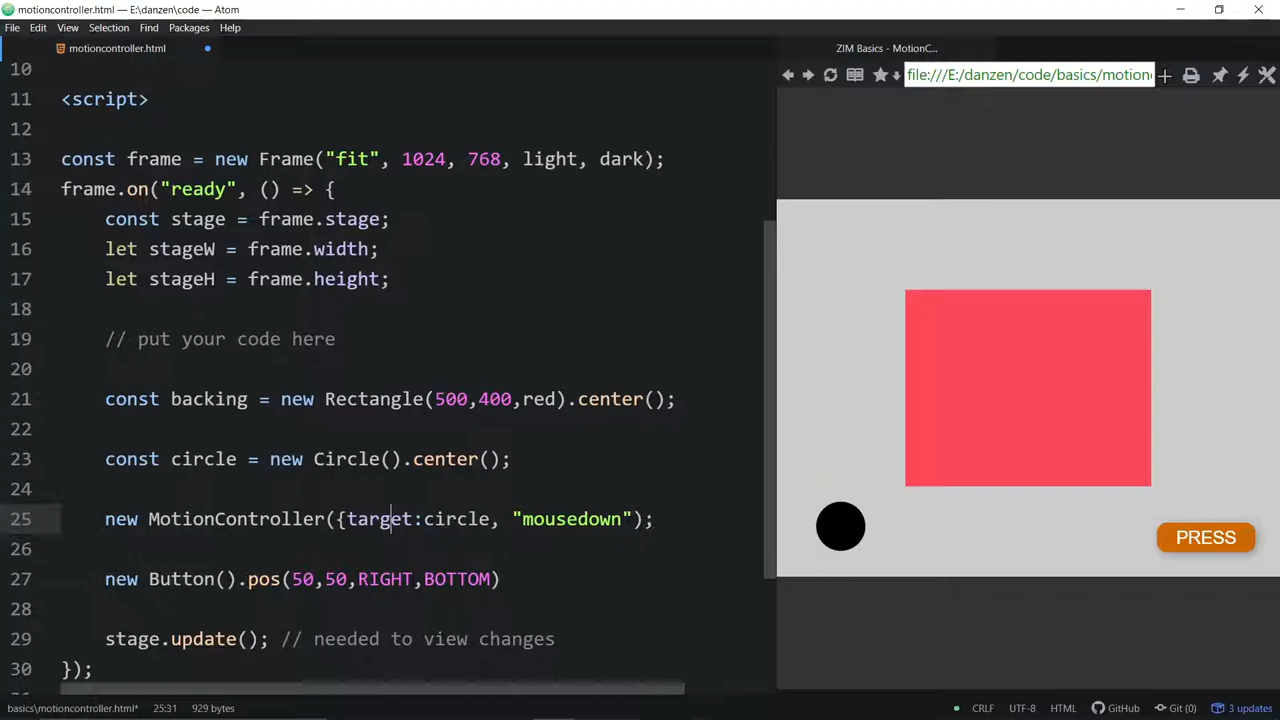 motioncontroller.html — E:\danzen\code — Atom
File Edit View Selection Find Packages Help
motioncontroller.html
ZIM Basics - MotionC...
file:///E:/danzen/code/basics/motion
10
11 <script>
12
13 const frame = new Frame("fit", 1024, 768, light, dark);
14 frame.on("ready", () => {
15 const stage = frame.stage;
16 let stageW = frame.width;
17 let stageH = frame.height;
18
19 // put your code here
20
21 const backing = new Rectangle(500,400,red).center();
22
23 const circle = new Circle().center();
24
25 new MotionController({target:circle, "mousedown");
26
27 new Button().pos(50,50,RIGHT,BOTTOM)
28
29 stage.update(); // needed to view changes
30 });
PRESS
basics\motioncontroller.html* 25:31 929 bytes
CRLF UTF-8 HTML GitHub Git (0) 3 updates